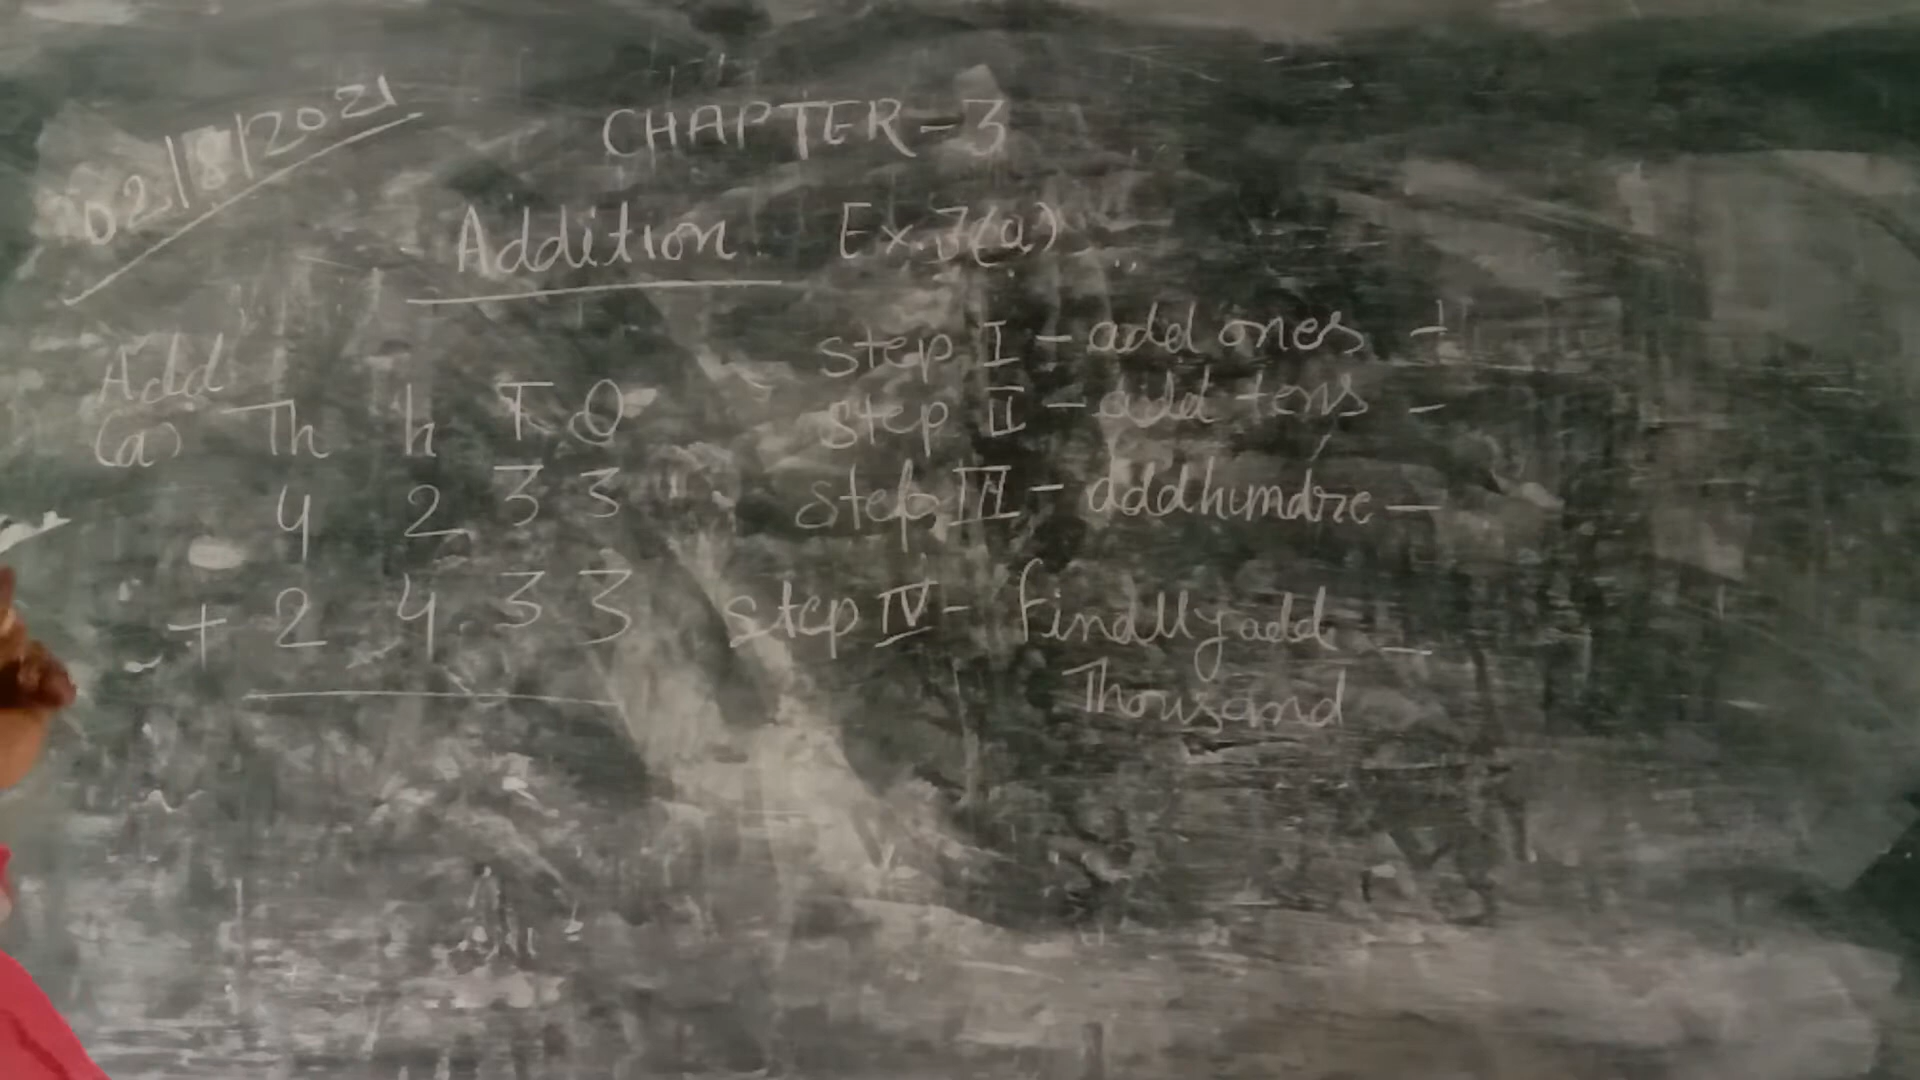 02/8/2021
CHAPTER-3
Addition Ex.7(a)
Add
(a) Th h T O
4 2 3 3
+ 2 4 3 3
step I - add ones -
step II - add tens -
step III - add hundre -
step IV - Finally add -
Thousand